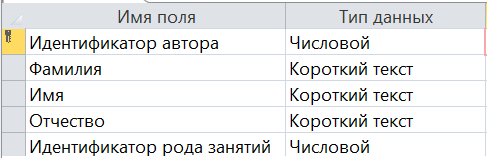 Имя поля Тип данных
Идентификатор автора Числовой
Фамилия Короткий текст
Имя Короткий текст
Отчество Короткий текст
Идентификатор рода занятий Числовой